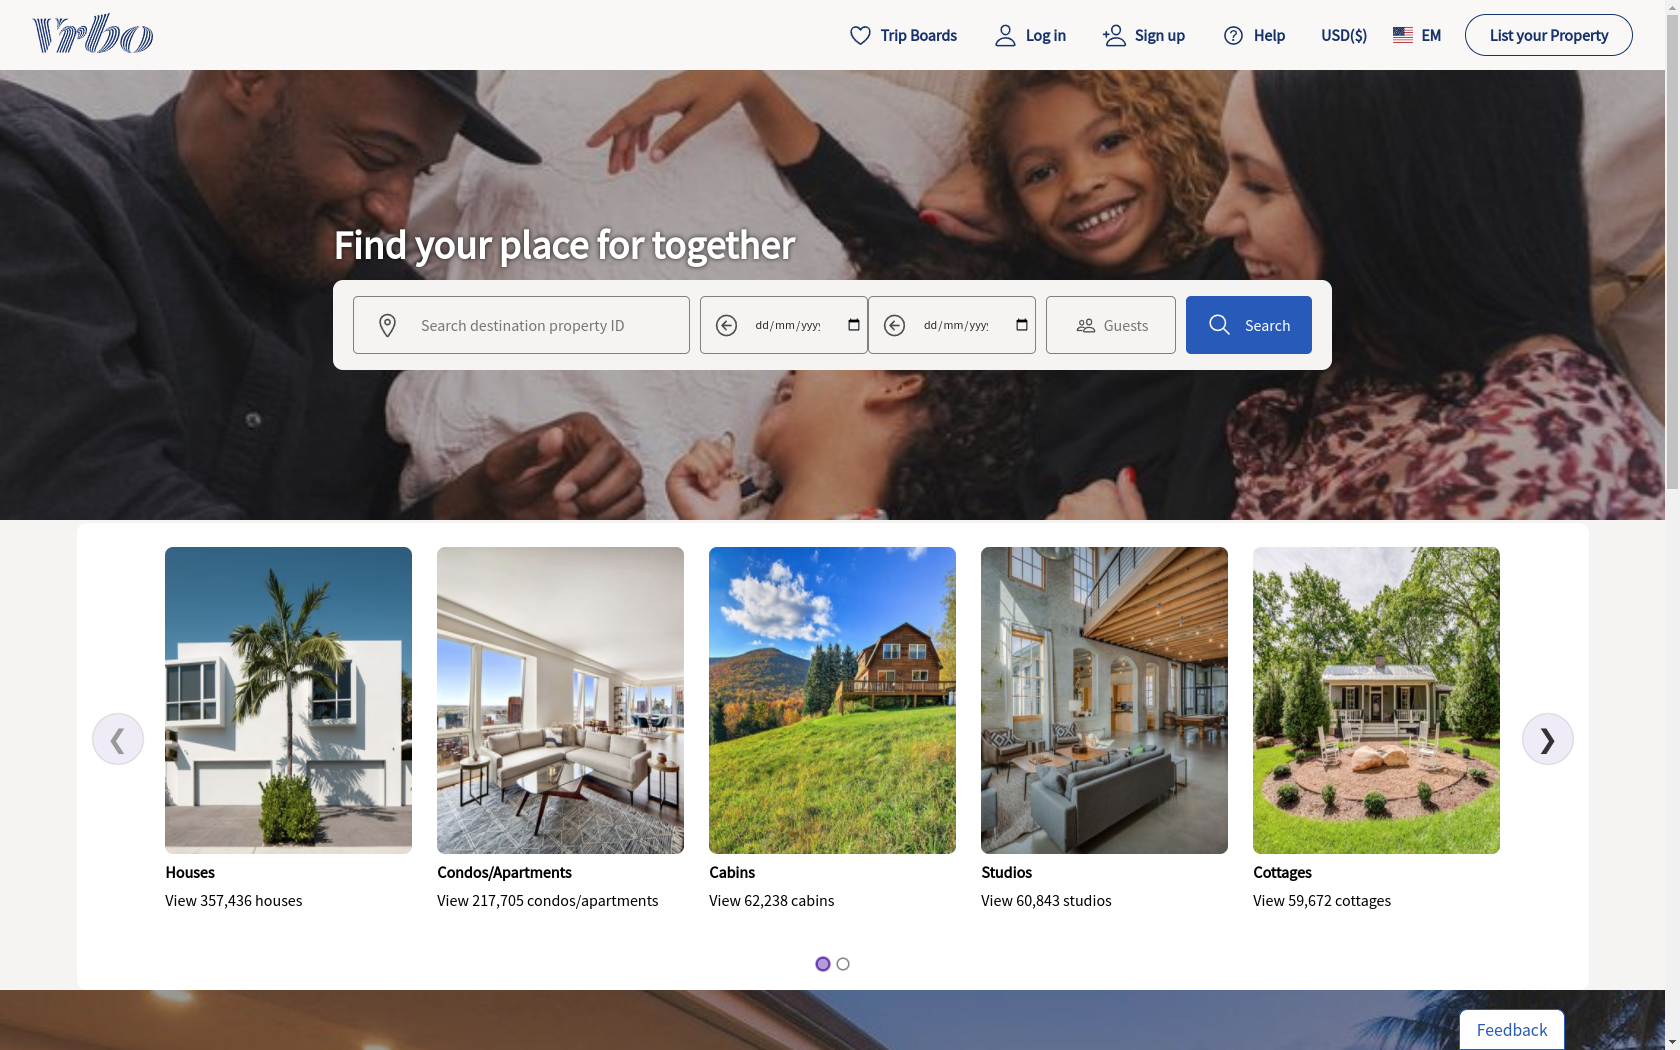 Vrbo
Trip Boards
Log in
Sign up
Help
USD($)
EM
List your Property
Find your place for together
Search destination property ID
dd/mm/yyyy
dd/mm/yyyy
Guests
Search
Houses
View 357,436 houses
Condos/Apartments
View 217,705 condos/apartments
Cabins
View 62,238 cabins
Studios
View 60,843 studios
Cottages
View 59,672 cottages
Feedback